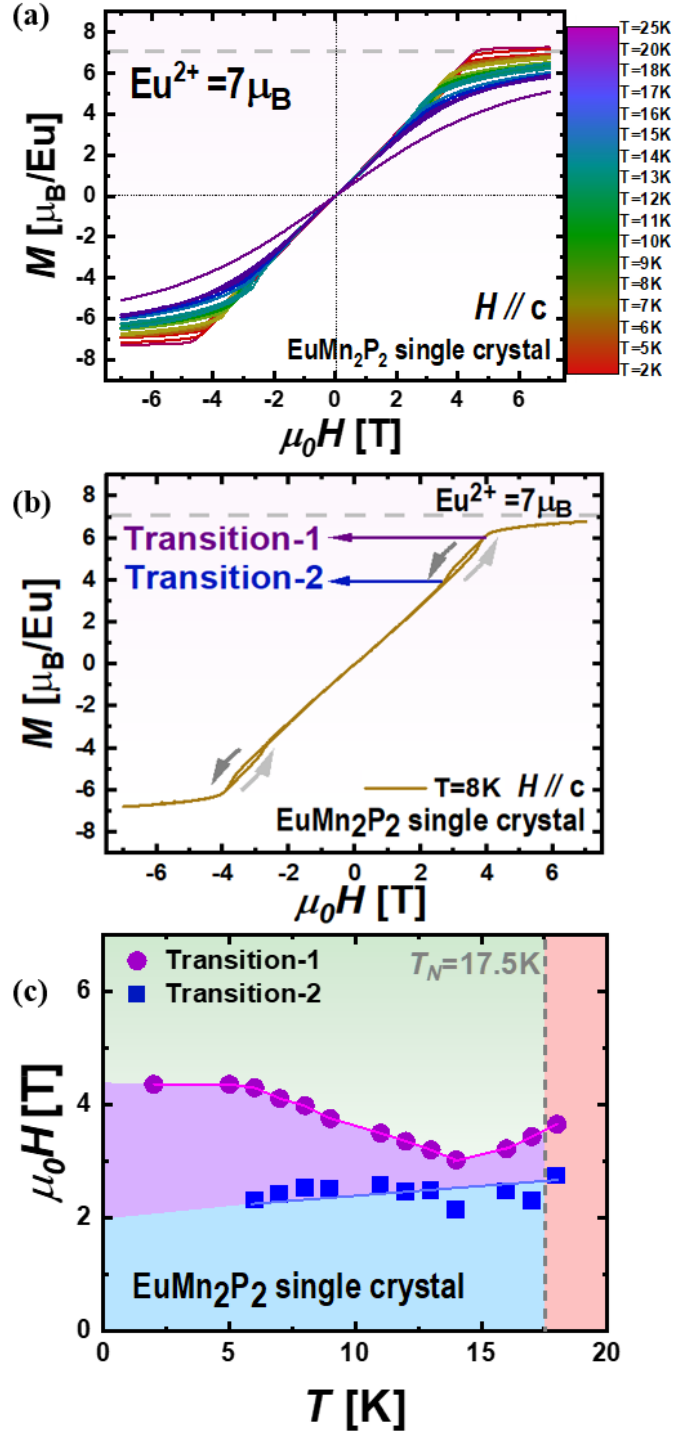 (a)
8
6
4
2
0
-2
-4
-6
-8
M [μB/Eu]
Eu2+ =7μB
H // c
EuMn2P2 single crystal
-6 -4 -2 0 2 4 6
μ0H [T]
T=25K
T=20K
T=18K
T=17K
T=16K
T=15K
T=14K
T=13K
T=12K
T=11K
T=10K
T=9K
T=8K
T=7K
T=6K
T=5K
T=2K
(b)
8
6
4
2
0
-2
-4
-6
-8
M [μB/Eu]
Eu2+ =7μB
Transition-1
Transition-2
T=8K H // c
EuMn2P2 single crystal
-6 -4 -2 0 2 4 6
μ0H [T]
(c)
6
4
2
0
μ0H [T]
Transition-1
Transition-2
TN=17.5K
EuMn2P2 single crystal
0 5 10 15 20
T [K]